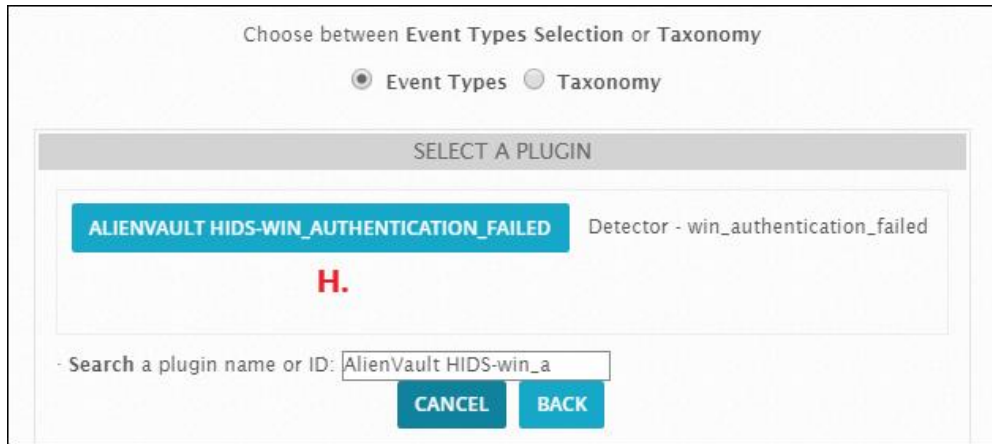 Choose between Event Types Selection or Taxonomy
Event Types Taxonomy
SELECT A PLUGIN
ALIENVAULT HIDS-WIN_AUTHENTICATION_FAILED Detector - win_authentication_failed
H.
· Search a plugin name or ID: AlienVault HIDS-win_a
CANCEL BACK